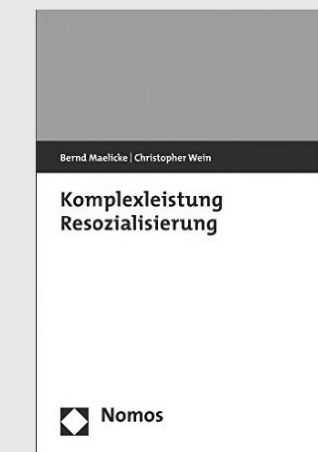 Bernd Maelicke | Christopher Wein
Komplexleistung
Resozialisierung
Nomos